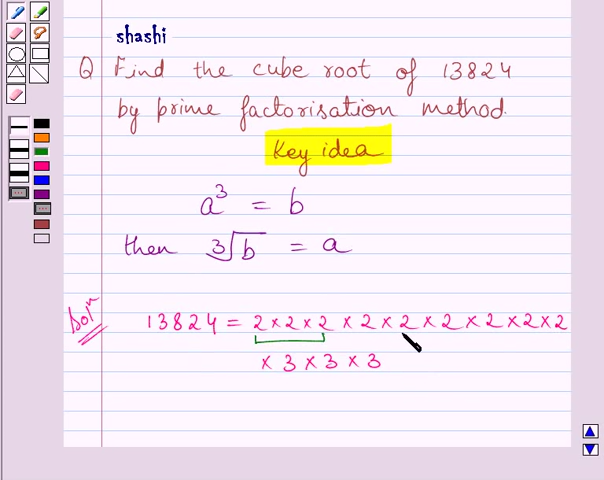 shashi
Q Find the cube root of 13824
by prime factorisation method.
Key idea
a³ = b
then 3√b = a
Solⁿ 13824 = 2 × 2 × 2 × 2 × 2 × 2 × 2 × 2 × 2
× 3 × 3 × 3